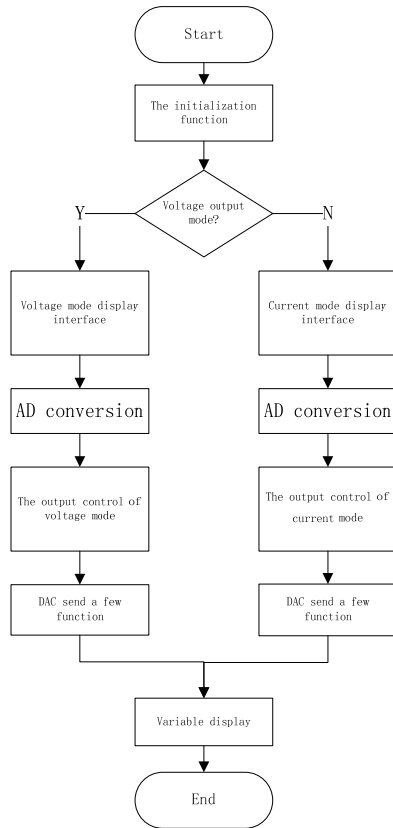 Start
The initialization
function
Voltage output
mode?
Y
N
Voltage mode display
interface
Current mode display
interface
AD conversion
AD conversion
The output control of
voltage mode
The output control of
current mode
DAC send a few
function
DAC send a few
function
Variable display
End